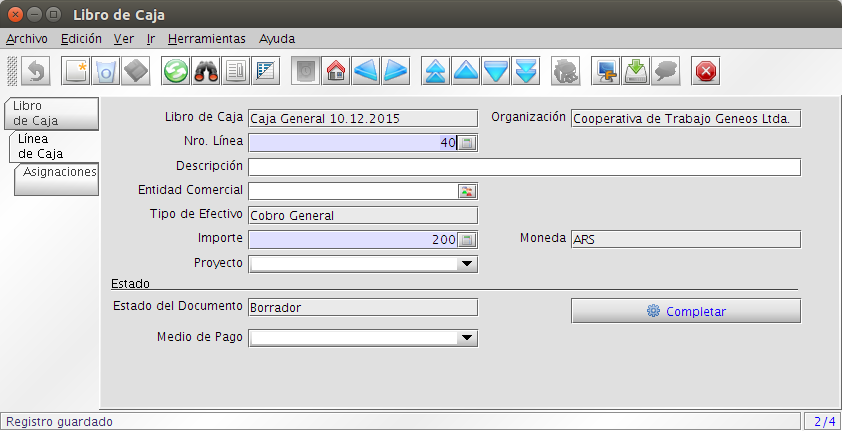 Libro de Caja
Archivo Edición Ver Ir Herramientas Ayuda
Libro
de Caja
Línea
de Caja
Asignaciones
Libro de Caja Caja General 10.12.2015 Organización Cooperativa de Trabajo Geneos Ltda.
Nro. Línea 40
Descripción
Entidad Comercial
Tipo de Efectivo Cobro General
Importe 200 Moneda ARS
Proyecto
Estado
Estado del Documento Borrador Completar
Medio de Pago
Registro guardado 2/4